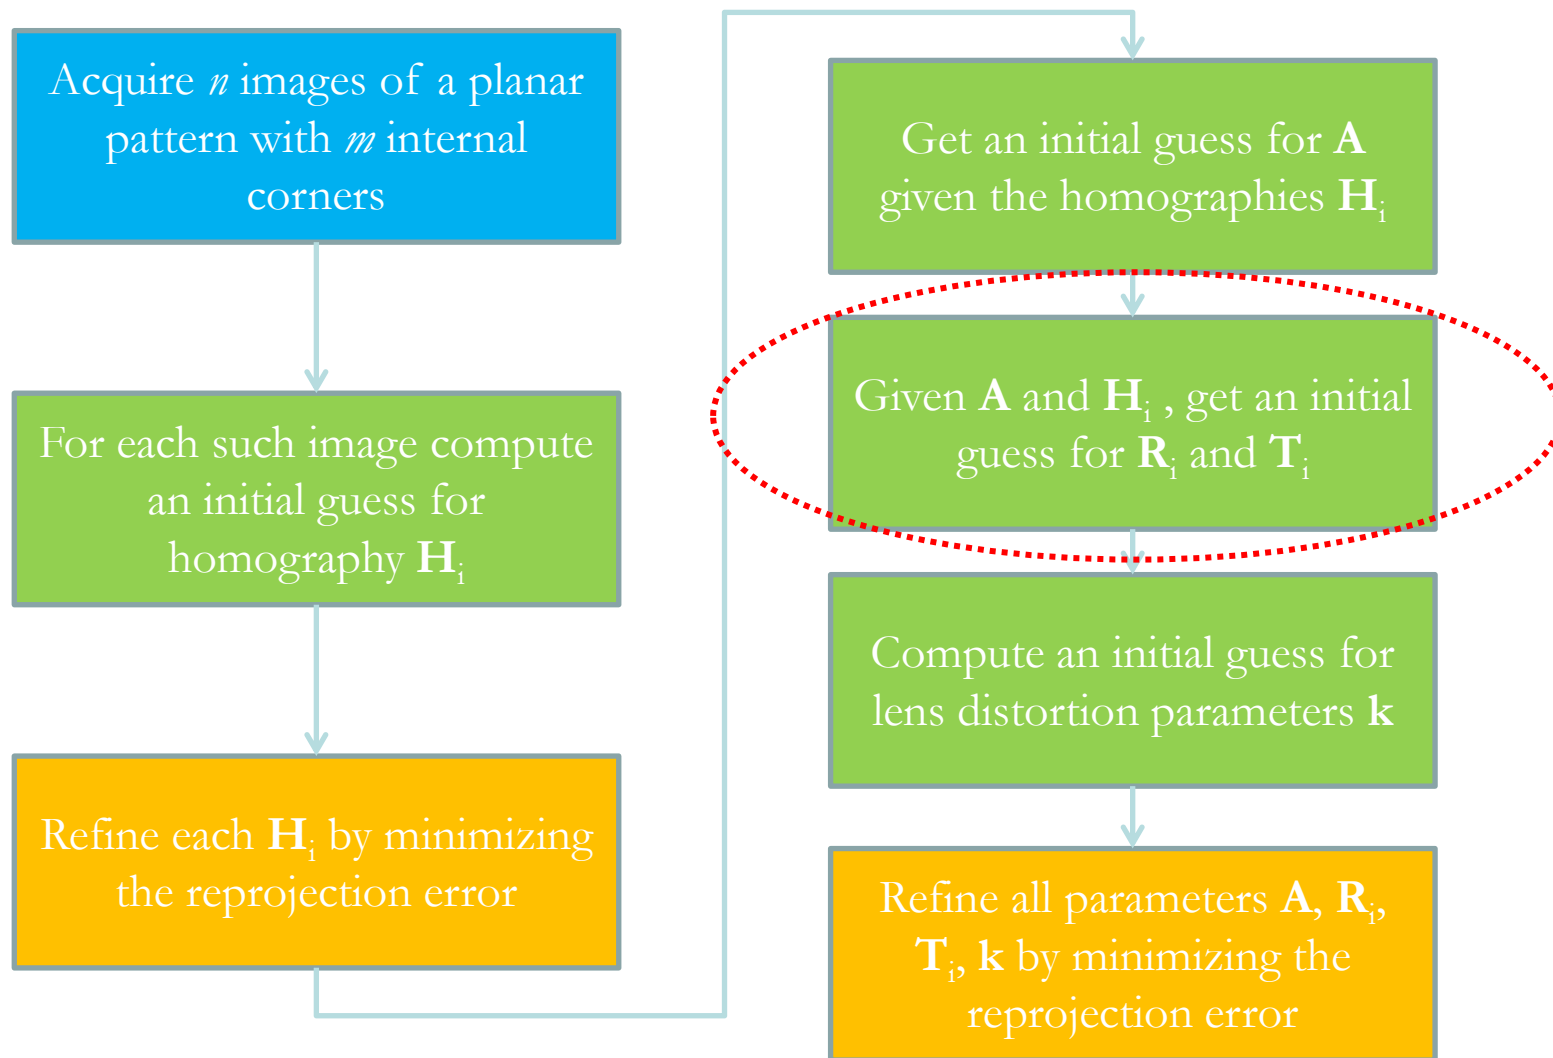 Acquire n images of a planar
pattern with m internal
corners
For each such image compute
an initial guess for
homography Hi
Refine each Hi by minimizing
the reprojection error
Get an initial guess for A
given the homographies Hi
Given A and Hi , get an initial
guess for Ri and Ti
Compute an initial guess for
lens distortion parameters k
Refine all parameters A, Ri,
Ti, k by minimizing the
reprojection error